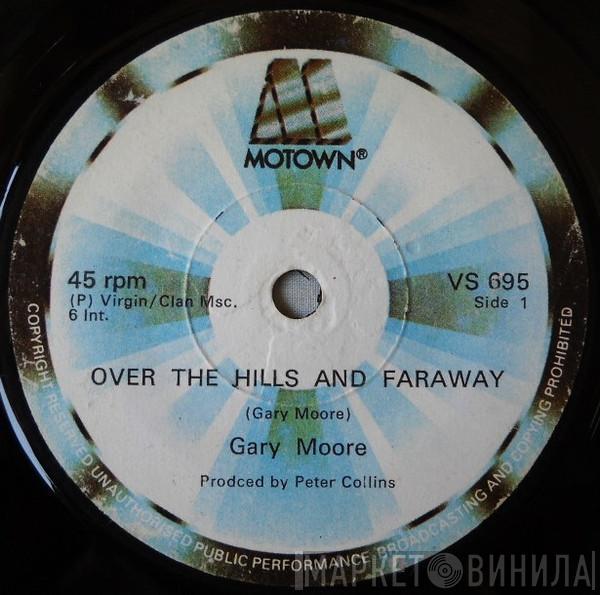 MOTOWN®
45 rpm
(P) Virgin/Clan Msc.
6 Int.
VS 695
Side 1
OVER THE HILLS AND FARAWAY
(Gary Moore)
Gary Moore
Prodced by Peter Collins
COPYRIGHT RESERVED UNAUTHORISED PUBLIC PERFORMANCE, BROADCASTING AND COPYING PROHIBITED
МАРКЕТ ВИНИЛА